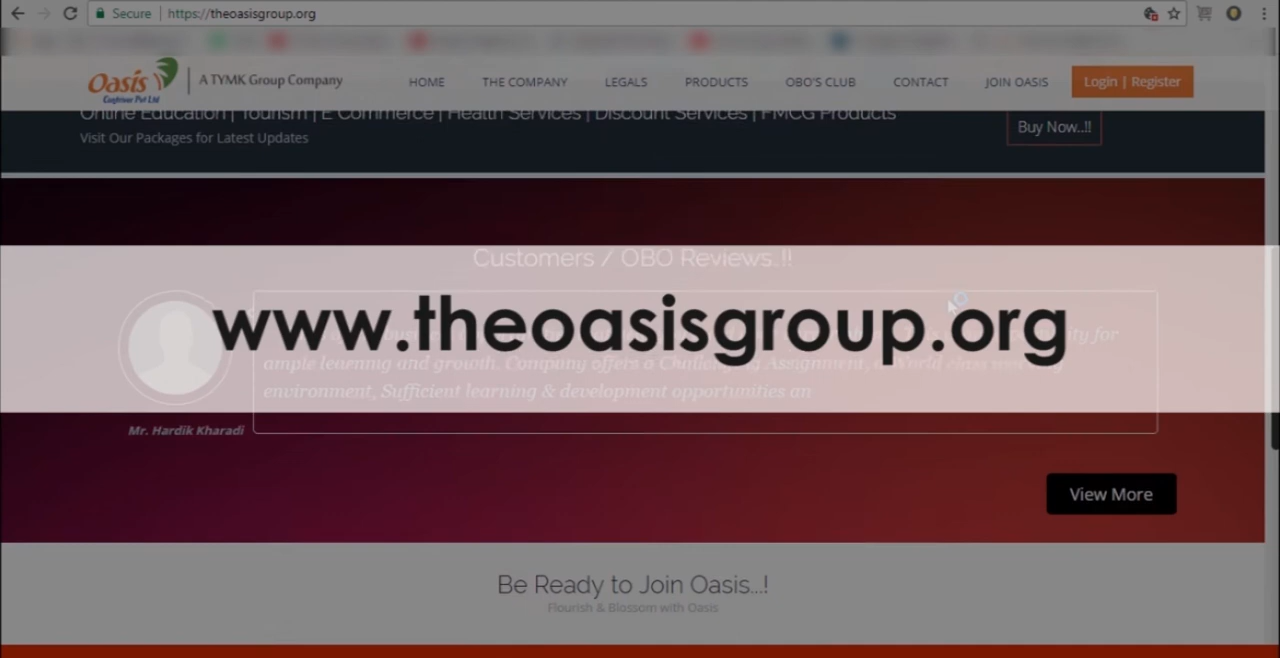 Secure
https://theoasisgroup.org
Oasis
A TYMK Group Company
HOME
THE COMPANY
LEGALS
PRODUCTS
OBO'S CLUB
CONTACT
JOIN OASIS
Login | Register
Online Education | Tourism | E Commerce | Health Services | Discount Services | FMCG Products
Visit Our Packages for Latest Updates
Buy Now..!!
Customers / OBO Reviews..!!
www.theoasisgroup.org
for
ample learning and growth. Company offers a Challenging Assignment,
environment, Sufficient learning & development opportunities an
Mr. Hardik Kharadi
View More
Be Ready to Join Oasis...!
Flourish & Blossom with Oasis